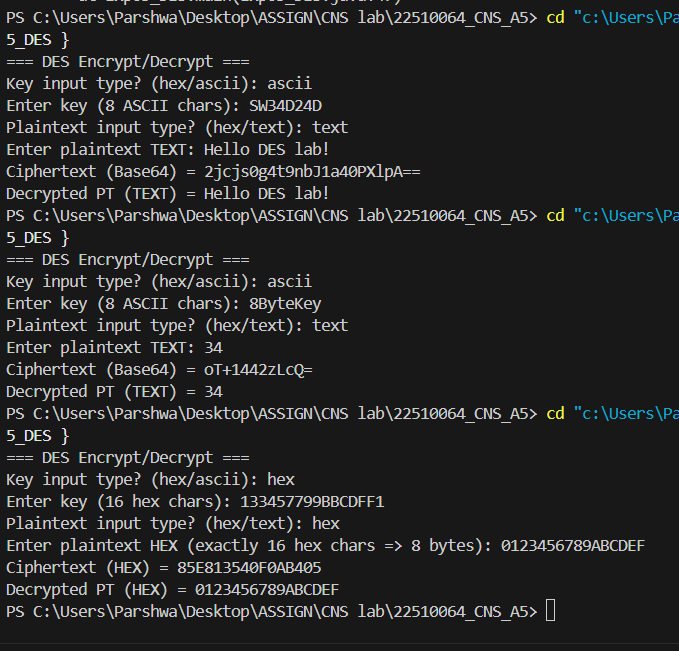 PS C:\Users\Parshwa\Desktop\ASSIGN\CNS lab\22510064_CNS_A5> cd "c:\Users\Pa
5_DES }
=== DES Encrypt/Decrypt ===
Key input type? (hex/ascii): ascii
Enter key (8 ASCII chars): SW34D24D
Plaintext input type? (hex/text): text
Enter plaintext TEXT: Hello DES lab!
Ciphertext (Base64) = 2jcjs0g4t9nbJ1a40PXlpA==
Decrypted PT (TEXT) = Hello DES lab!
PS C:\Users\Parshwa\Desktop\ASSIGN\CNS lab\22510064_CNS_A5> cd "c:\Users\Pa
5_DES }
=== DES Encrypt/Decrypt ===
Key input type? (hex/ascii): ascii
Enter key (8 ASCII chars): 8ByteKey
Plaintext input type? (hex/text): text
Enter plaintext TEXT: 34
Ciphertext (Base64) = oT+1442zLcQ=
Decrypted PT (TEXT) = 34
PS C:\Users\Parshwa\Desktop\ASSIGN\CNS lab\22510064_CNS_A5> cd "c:\Users\Pa
5_DES }
=== DES Encrypt/Decrypt ===
Key input type? (hex/ascii): hex
Enter key (16 hex chars): 133457799BBCDFF1
Plaintext input type? (hex/text): hex
Enter plaintext HEX (exactly 16 hex chars => 8 bytes): 0123456789ABCDEF
Ciphertext (HEX) = 85E813540F0AB405
Decrypted PT (HEX) = 0123456789ABCDEF
PS C:\Users\Parshwa\Desktop\ASSIGN\CNS lab\22510064_CNS_A5>